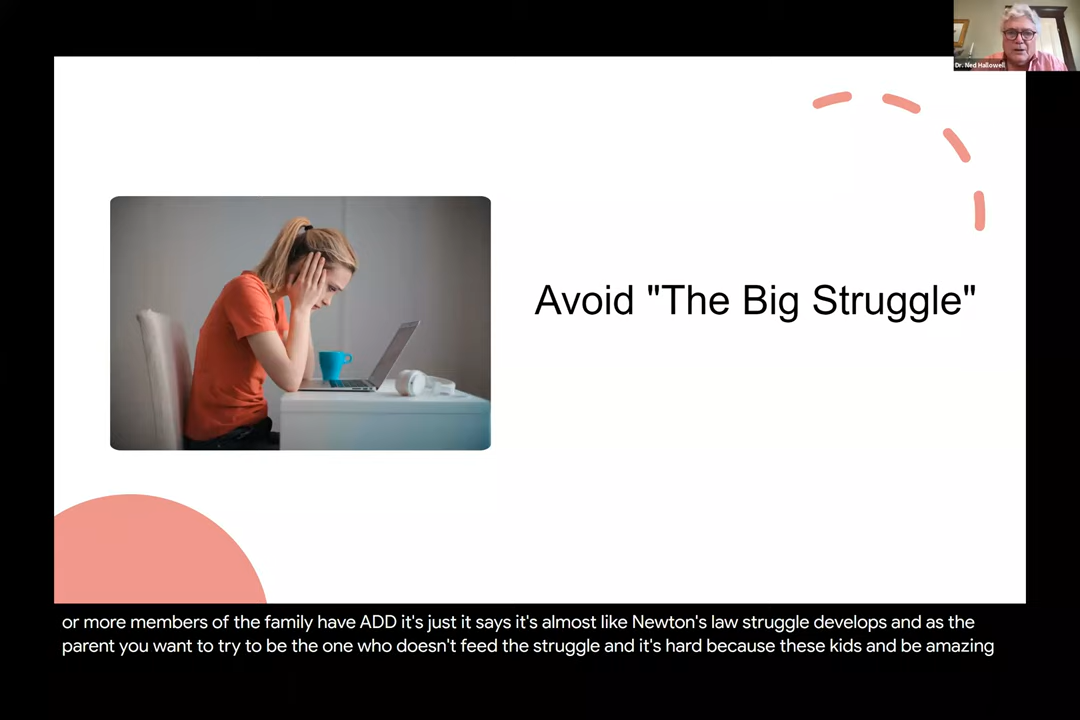 Dr. Ned Hallowell
Avoid "The Big Struggle"
or more members of the family have ADD it's just it says it's almost like Newton's law struggle develops and as the
parent you want to try to be the one who doesn't feed the struggle and it's hard because these kids and be amazing